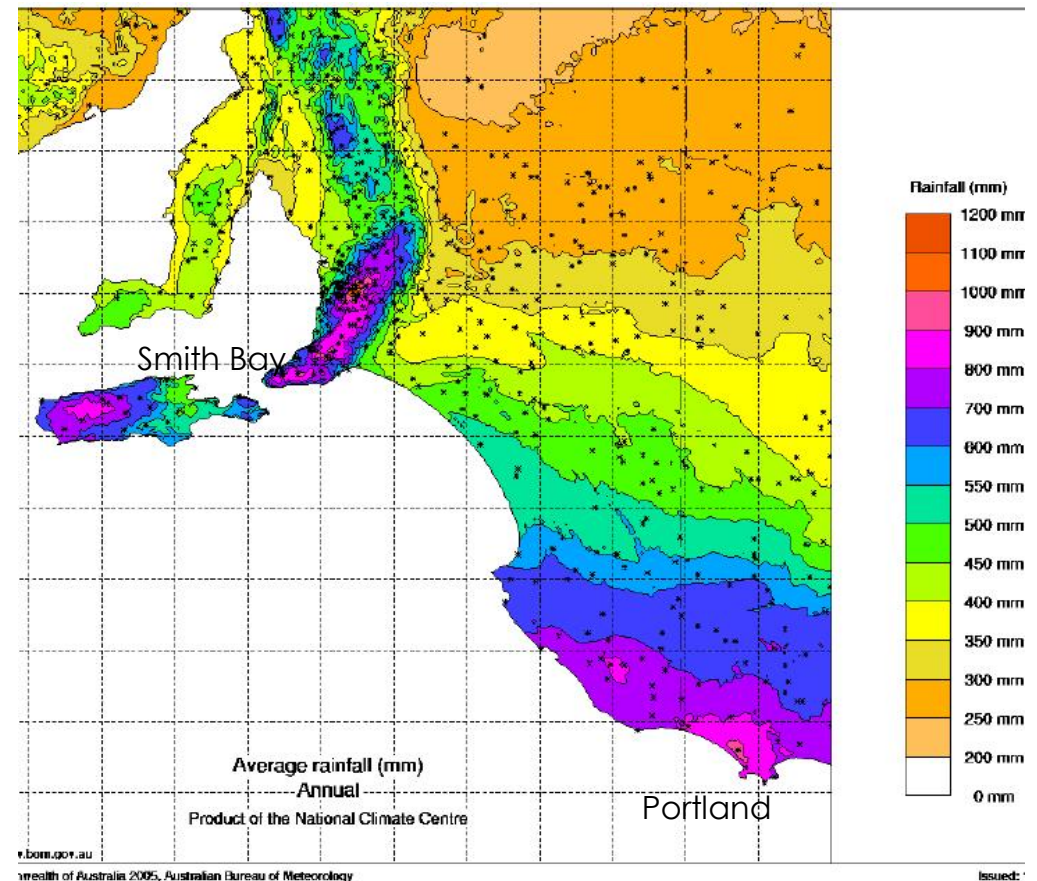 Smith Bay
Rainfall (mm)
1200 mm
1100 mm
1000 mm
900 mm
800 mm
700 mm
600 mm
550 mm
500 mm
450 mm
400 mm
350 mm
300 mm
250 mm
200 mm
0 mm
Average rainfall (mm)
Annual
Product of the National Climate Centre
Portland
.bom.gov.au
nwealth of Australia 2005, Australian Bureau of Meteorology
Issued: